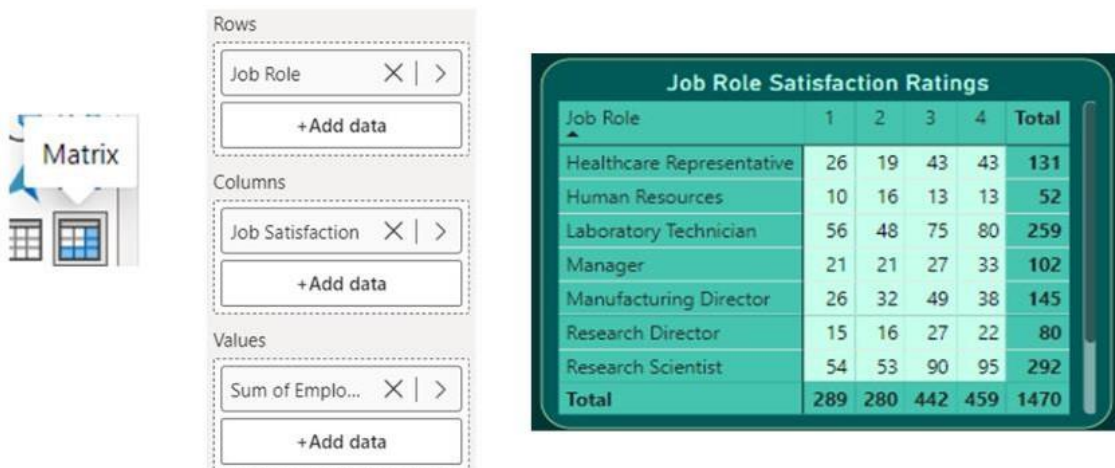 Matrix
Rows
Job Role
+Add data
Columns
Job Satisfaction
+Add data
Values
Sum of Emplo...
+Add data
Job Role Satisfaction Ratings
Job Role 1 2 3 4 Total
Healthcare Representative 26 19 43 43 131
Human Resources 10 16 13 13 52
Laboratory Technician 56 48 75 80 259
Manager 21 21 27 33 102
Manufacturing Director 26 32 49 38 145
Research Director 15 16 27 22 80
Research Scientist 54 53 90 95 292
Total 289 280 442 459 1470